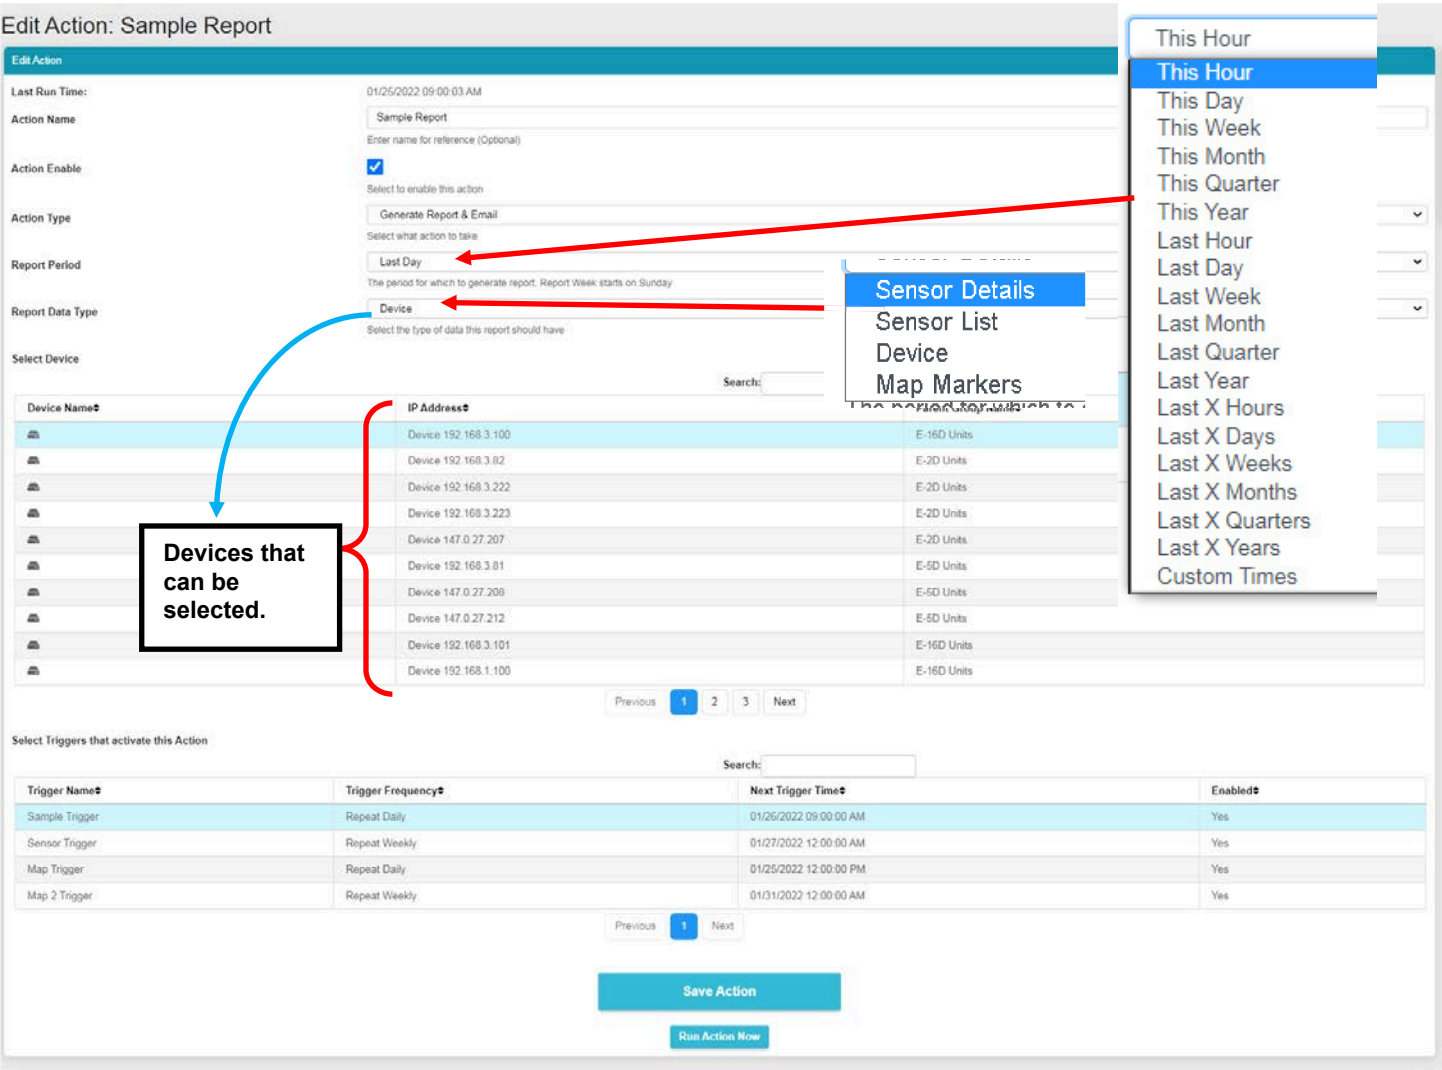 Edit Action: Sample Report
Edit Action
Last Run Time:
01/25/2022 09:00:03 AM
Action Name
Sample Report
Enter name for reference (Optional)
Action Enable
Select to enable this action
Action Type
Generate Report & Email
Select what action to take
Report Period
Last Day
The period for which to generate report. Report Week starts on Sunday
Report Data Type
Device
Select the type of data this report should have
This Hour
This Hour
This Day
This Week
This Month
This Quarter
This Year
Last Hour
Last Day
Last Week
Last Month
Last Quarter
Last Year
Last X Hours
Last X Days
Last X Weeks
Last X Months
Last X Quarters
Last X Years
Custom Times
Sensor Details
Sensor List
Device
Map Markers
Select Device
Search:
Device Name IP Address Parent Group Name
Device 192.168.3.100 E-16D Units
Device 192.168.3.82 E-2D Units
Device 192.168.3.222 E-2D Units
Device 192.168.3.223 E-2D Units
Device 147.0.27.207 E-2D Units
Device 192.168.3.81 E-5D Units
Device 147.0.27.208 E-5D Units
Device 147.0.27.212 E-5D Units
Device 192.168.3.101 E-16D Units
Device 192.168.1.100 E-16D Units
Devices that
can be
selected.
Previous 1 2 3 Next
Select Triggers that activate this Action
Search:
Trigger Name Trigger Frequency Next Trigger Time Enabled
Sample Trigger Repeat Daily 01/26/2022 09:00:00 AM Yes
Sensor Trigger Repeat Weekly 01/27/2022 12:00:00 AM Yes
Map Trigger Repeat Daily 01/25/2022 12:00:00 PM Yes
Map 2 Trigger Repeat Weekly 01/31/2022 12:00:00 AM Yes
Previous 1 Next
Save Action
Run Action Now